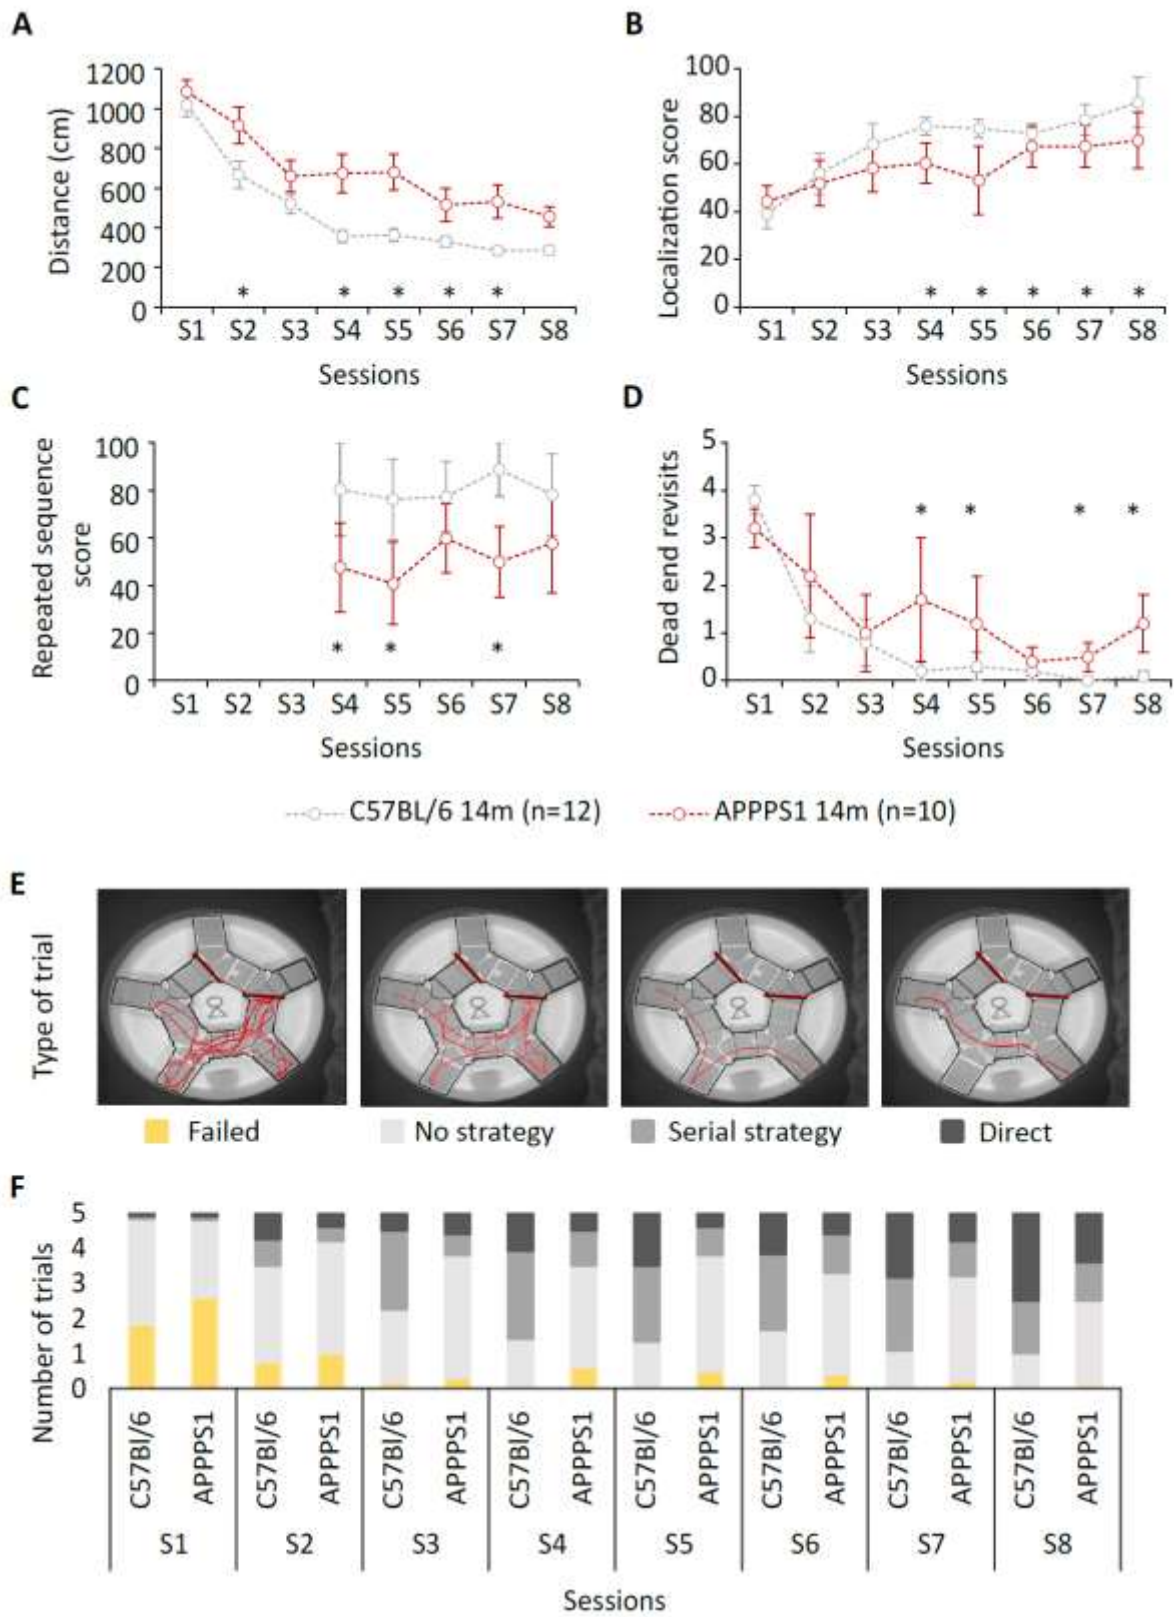 A
B
1200
1000
800
600
400
200
0
Distance (cm)
* * * * *
S1 S2 S3 S4 S5 S6 S7 S8
Sessions
100
80
60
40
20
0
Localization score
* * * * *
S1 S2 S3 S4 S5 S6 S7 S8
Sessions
C
D
100
80
60
40
20
0
Repeated sequence
score
* * *
S1 S2 S3 S4 S5 S6 S7 S8
Sessions
5
4
3
2
1
0
Dead end revisits
* * * *
S1 S2 S3 S4 S5 S6 S7 S8
Sessions
C57BL/6 14m (n=12) APPPS1 14m (n=10)
E
Type of trial
Failed No strategy Serial strategy Direct
F
5
4
3
2
1
0
Number of trials
C57Bl/6 APPPS1 C57Bl/6 APPPS1 C57Bl/6 APPPS1 C57Bl/6 APPPS1 C57Bl/6 APPPS1 C57Bl/6 APPPS1 C57Bl/6 APPPS1 C57Bl/6 APPPS1
S1 S2 S3 S4 S5 S6 S7 S8
Sessions